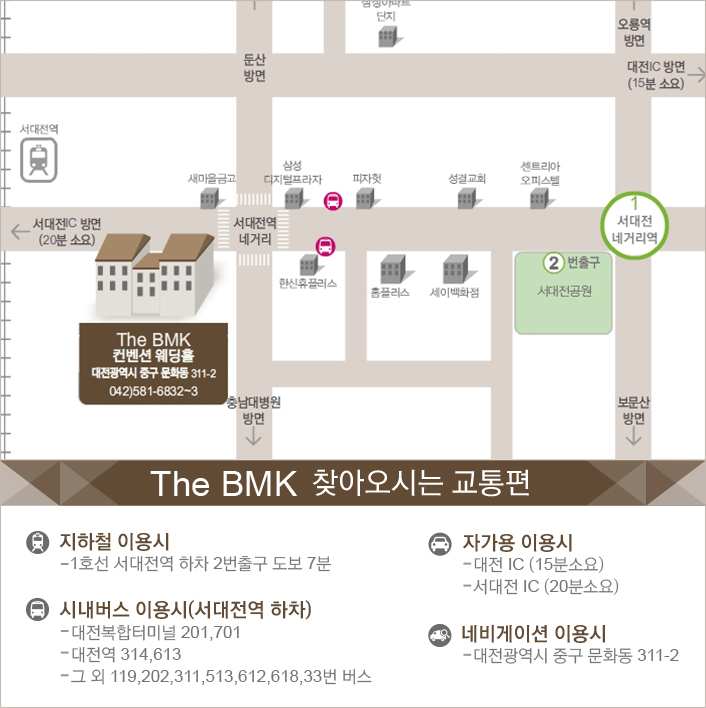 삼성아파트
단지
오룡역
방면
둔산
방면
대전IC 방면
(15분 소요)
서대전역
새마을금고
삼성
디지털프라자
피자헛
성결교회
센트리아
오피스텔
1
서대전
네거리역
서대전IC 방면
(20분 소요)
서대전역
네거리
2 번출구
서대전공원
한신휴플러스
홈플러스
세이백화점
The BMK
컨벤션 웨딩홀
대전광역시 중구 문화동 311-2
042)581-6832~3
충남대병원
방면
보문산
방면
The BMK 찾아오시는 교통편
지하철 이용시
-1호선 서대전역 하차 2번출구 도보 7분
시내버스 이용시(서대전역 하차)
-대전복합터미널 201,701
-대전역 314,613
-그 외 119,202,311,513,612,618,33번 버스
자가용 이용시
-대전 IC (15분소요)
-서대전 IC (20분소요)
네비게이션 이용시
-대전광역시 중구 문화동 311-2